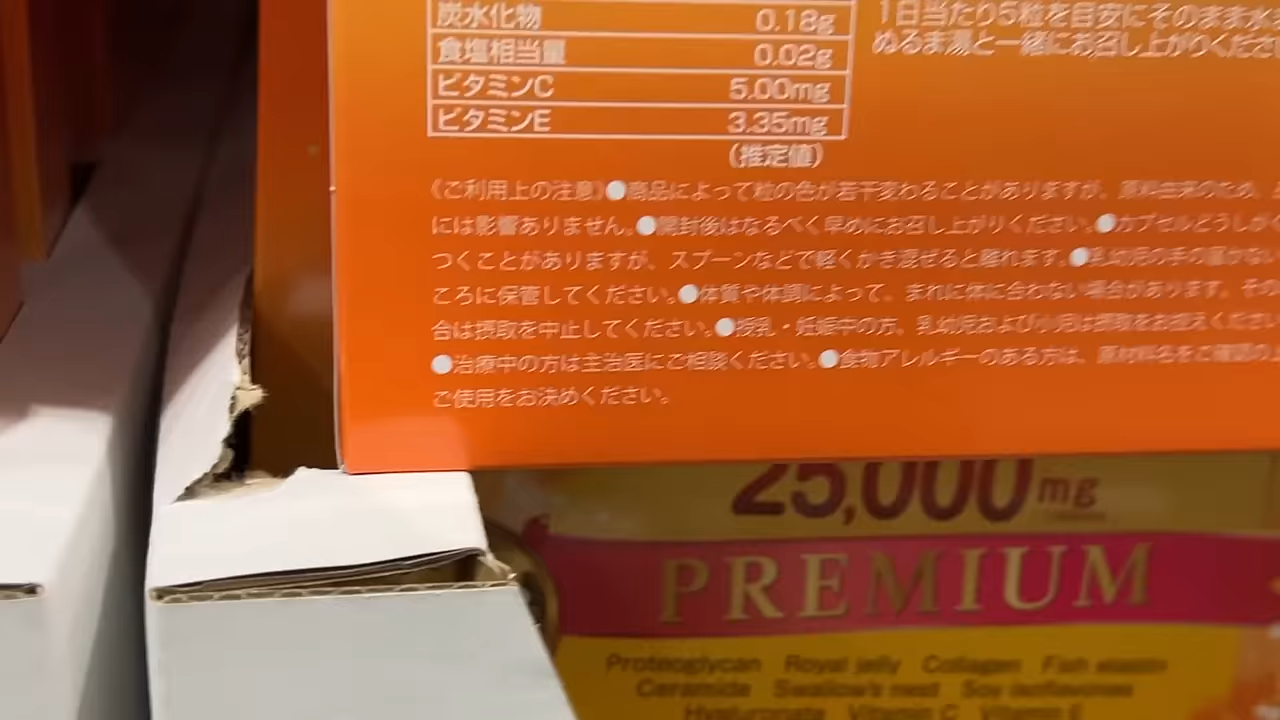 炭水化物 0.18g
食塩相当量 0.02g
ビタミンC 5.00mg
ビタミンE 3.35mg
(推定値)
1日当たり5粒を目安にそのまま水
ぬるま湯と一緒にお召し上がりくださ
《ご利用上の注意》●商品によって粒の色が若干変わることがありますが、原料由来のため、
には影響ありません。●開封後はなるべく早めにお召し上がりください。●カプセルどうしが
つくことがありますが、スプーンなどで軽くかき混ぜると離れます。●乳幼児の手の届かない
ころに保管してください。●体質や体調によって、まれに体に合わない場合があります。その
合は摂取を中止してください。●授乳・妊娠中の方、乳幼児および小児は摂取をお控えくださ
●治療中の方は主治医にご相談ください。●食物アレルギーのある方は、原材料名をご確認の
ご使用をお決めください。
25,000mg
PREMIUM
Proteoglycan Royal jelly Collagen Fish elastin
Ceramide Swallow's nest Soy isoflavones
Hyaluronate Vitamin C Vitamin E